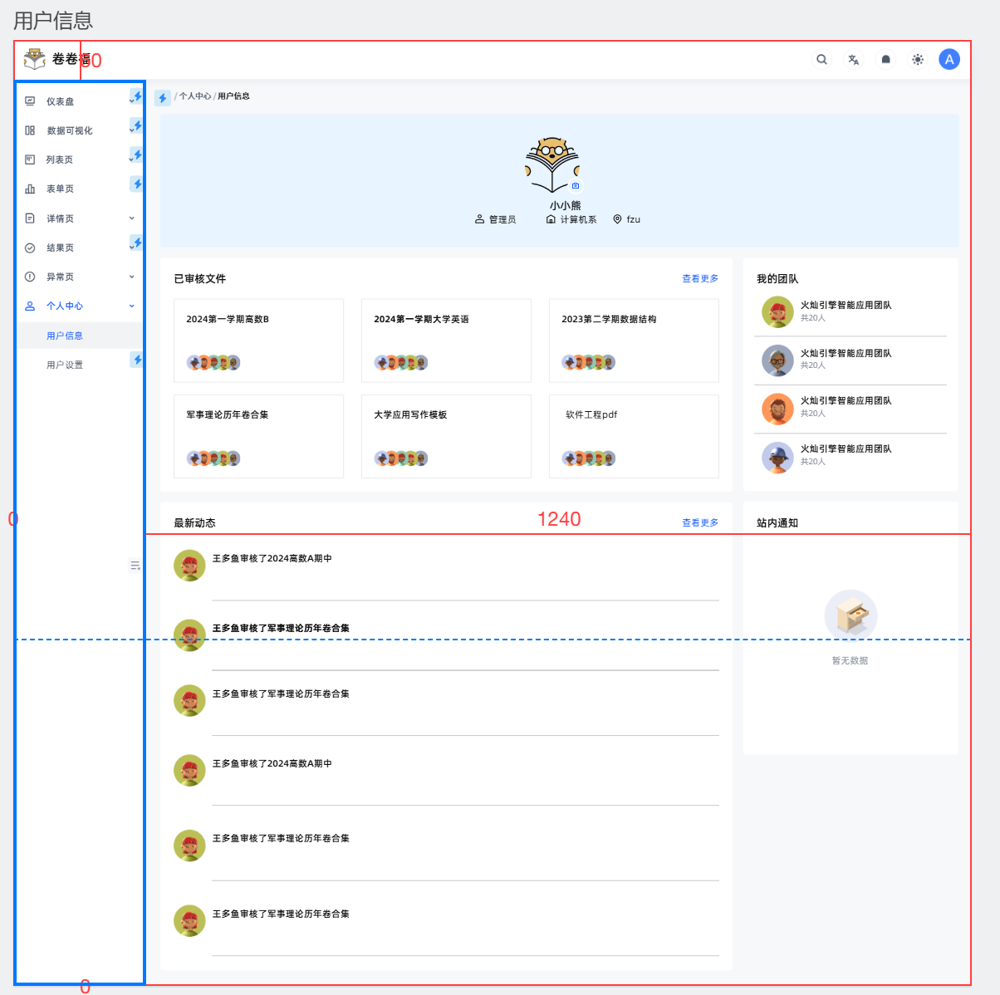 用户信息
卷卷福
60
A
仪表盘
数据可视化
列表页
表单页
详情页
结果页
异常页
个人中心
用户信息
用户设置
0
0
/ 个人中心 / 用户信息
小小熊
管理员 计算机系 fzu
已审核文件 查看更多
2024第一学期高数B
2024第一学期大学英语
2023第二学期数据结构
军事理论历年卷合集
大学应用写作模板
软件工程pdf
我的团队
火灿引擎智能应用团队
共20人
火灿引擎智能应用团队
共20人
火灿引擎智能应用团队
共20人
火灿引擎智能应用团队
共20人
最新动态 查看更多
1240
王多鱼审核了2024高数A期中
王多鱼审核了军事理论历年卷合集
王多鱼审核了军事理论历年卷合集
王多鱼审核了2024高数A期中
王多鱼审核了军事理论历年卷合集
王多鱼审核了军事理论历年卷合集
站内通知
暂无数据